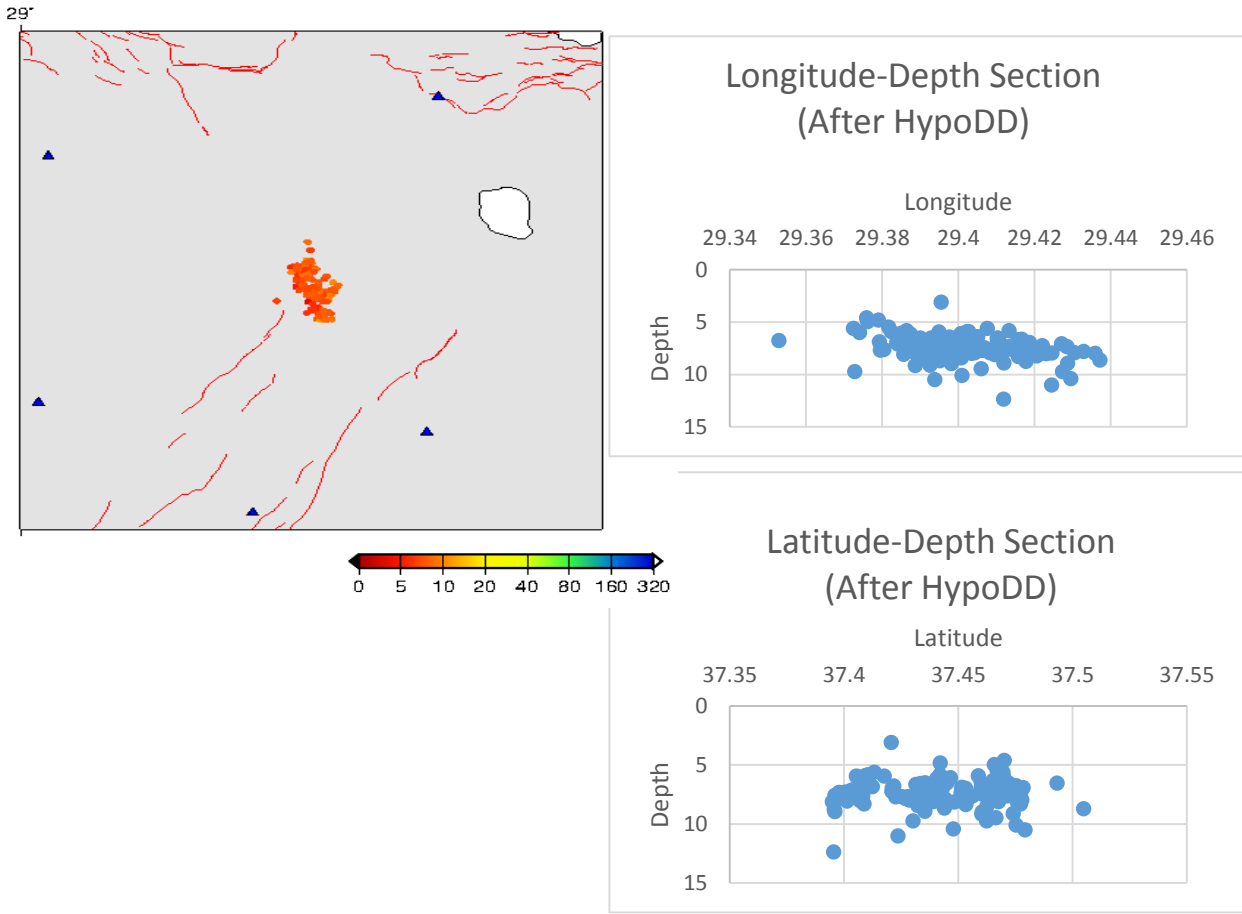 29°
0 5 10 20 40 80 160 320
Longitude-Depth Section
(After HypoDD)
Longitude
29.34 29.36 29.38 29.4 29.42 29.44 29.46
0
5
10
15
Depth
Latitude-Depth Section
(After HypoDD)
Latitude
37.35 37.4 37.45 37.5 37.55
0
5
10
15
Depth